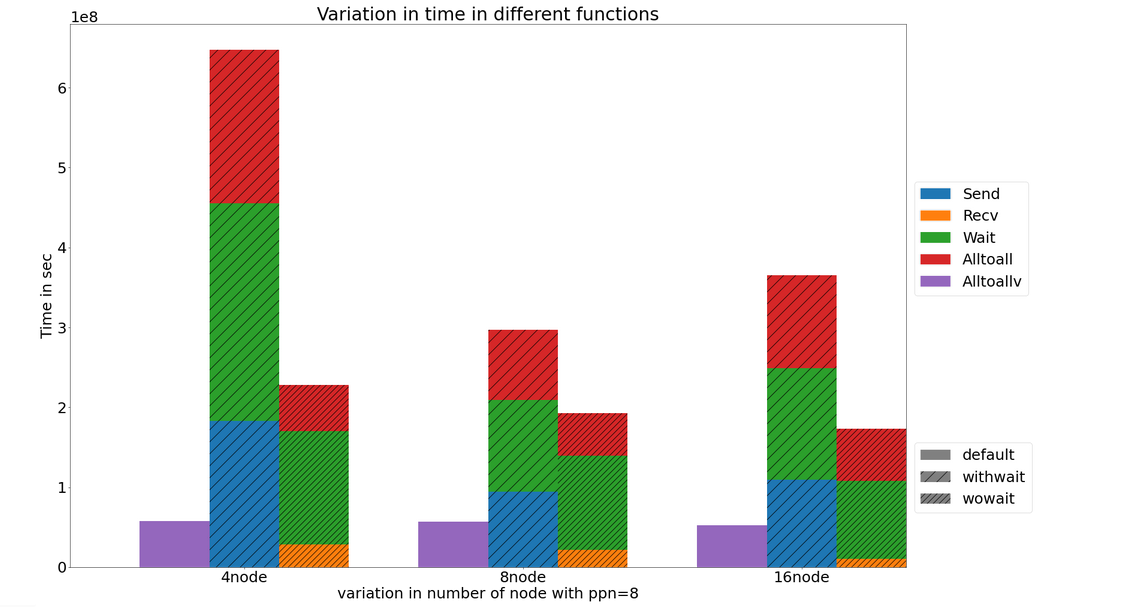 Variation in time in different functions
1e8
6
5
4
3
2
1
0
Time in sec
4node
8node
16node
variation in number of node with ppn=8
Send
Recv
Wait
Alltoall
Alltoallv
default
withwait
wowait